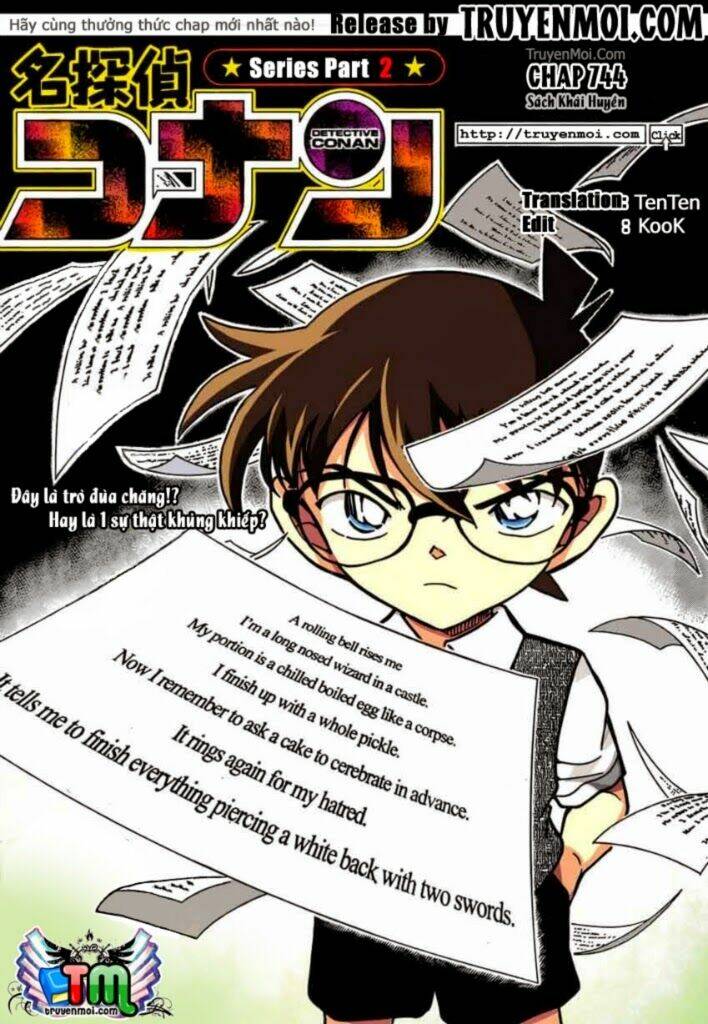 Hãy cùng thưởng thức chap mới nhất nào!
Release by TRUYENMOI.COM
TruyenMoi.Com
名探偵
★ Series Part 2 ★
CHAP 744
Sách Khải Huyền
コナン
DETECTIVE
CONAN
http://truyenmoi.com Click
Translation: TenTen
Edit : KooK
Đây là trò đùa chăng!?
Hay là 1 sự thật khủng khiếp?
A rolling bell rises me
I'm a long nosed wizard in a castle.
My portion is a chilled boiled egg like a corpse.
I finish up with a whole pickle.
Now I remember to ask a cake to cerebrate in advance.
It rings again for my hatred.
It tells me to finish everything piercing a white back with two swords.
TM
truyenmoi.com